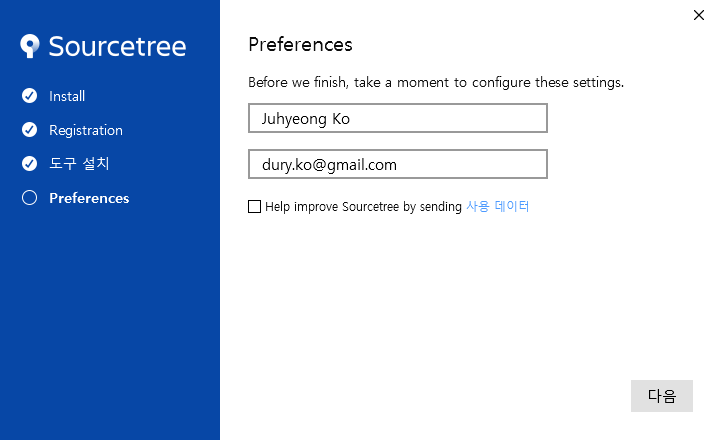 Sourcetree
Install
Registration
도구 설치
Preferences
Preferences
Before we finish, take a moment to configure these settings.
Juhyeong Ko
dury.ko@gmail.com
Help improve Sourcetree by sending 사용 데이터
다음